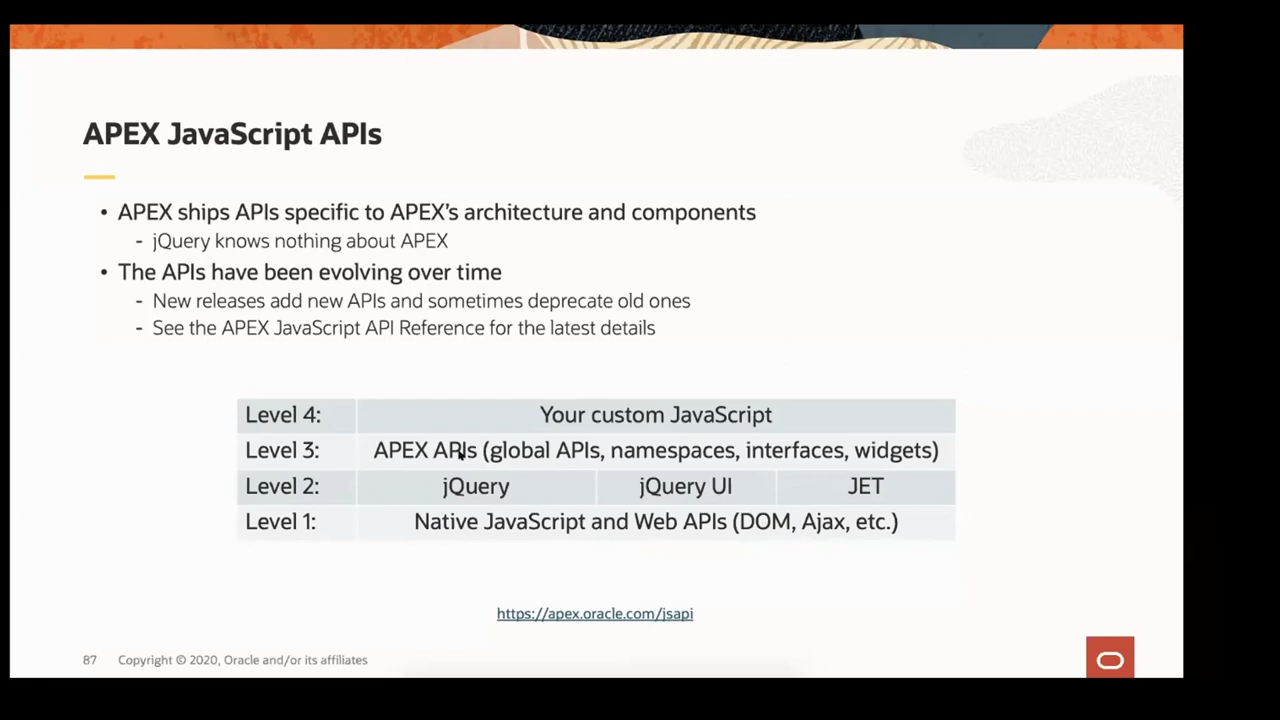 APEX JavaScript APIs
• APEX ships APIs specific to APEX's architecture and components
- jQuery knows nothing about APEX
• The APIs have been evolving over time
- New releases add new APIs and sometimes deprecate old ones
- See the APEX JavaScript API Reference for the latest details
Level 4: Your custom JavaScript
Level 3: APEX APIs (global APIs, namespaces, interfaces, widgets)
Level 2: jQuery jQuery UI JET
Level 1: Native JavaScript and Web APIs (DOM, Ajax, etc.)
https://apex.oracle.com/jsapi
87 Copyright © 2020, Oracle and/or its affiliates